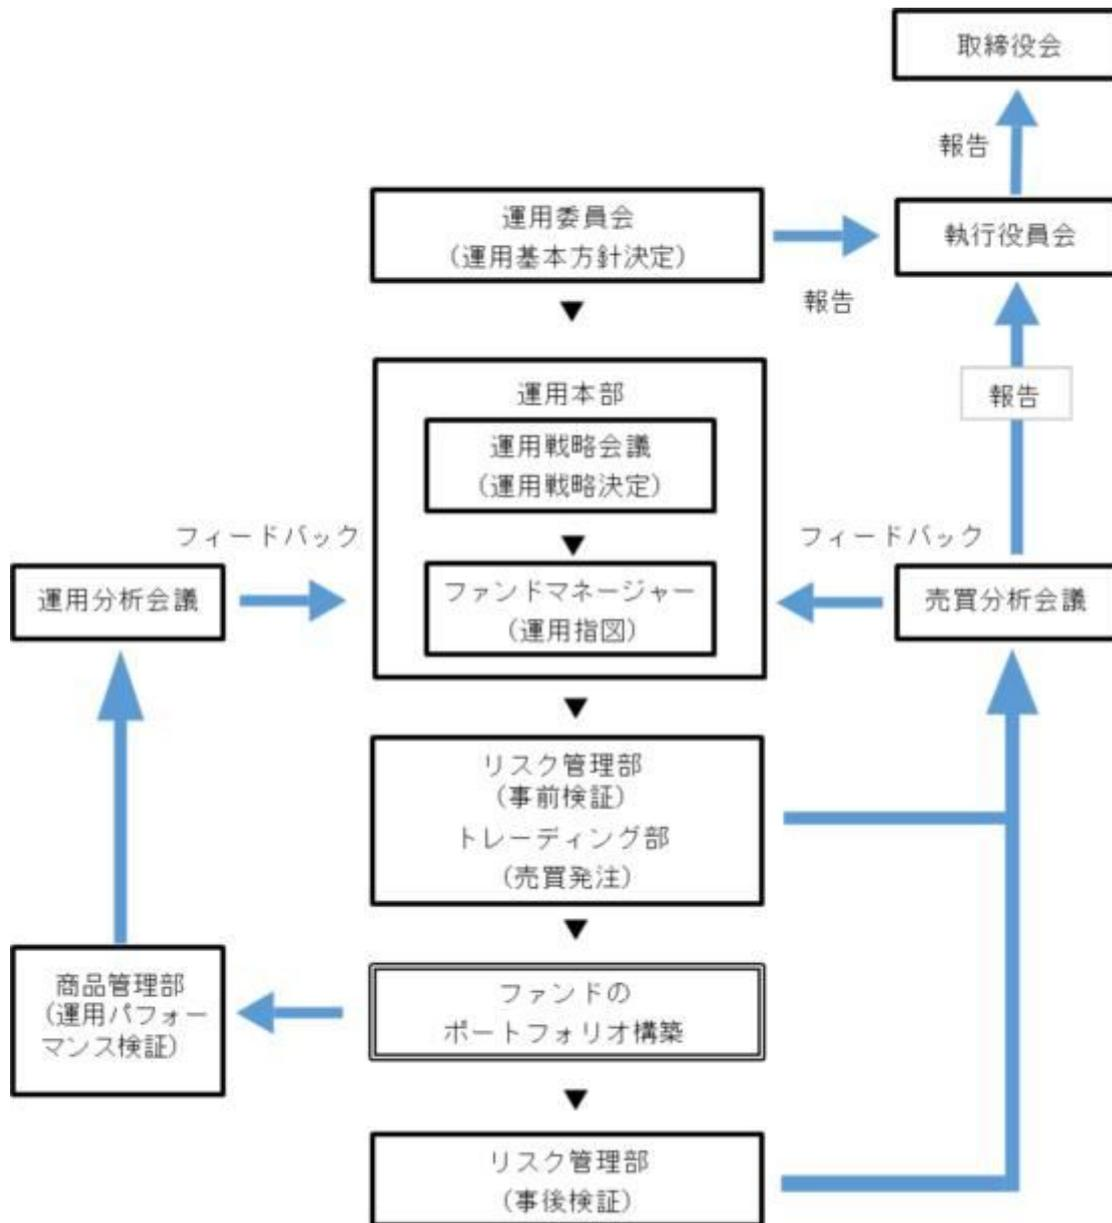 取締役会
報告
運用委員会
(運用基本方針決定)
執行役員会
報告
運用本部
報告
運用戦略会議
(運用戦略決定)
フィードバック
フィードバック
運用分析会議
ファンドマネージャー
(運用指図)
売買分析会議
リスク管理部
(事前検証)
トレーディング部
(売買発注)
商品管理部
(運用パフォー
マンス検証)
ファンドの
ポートフォリオ構築
リスク管理部
(事後検証)